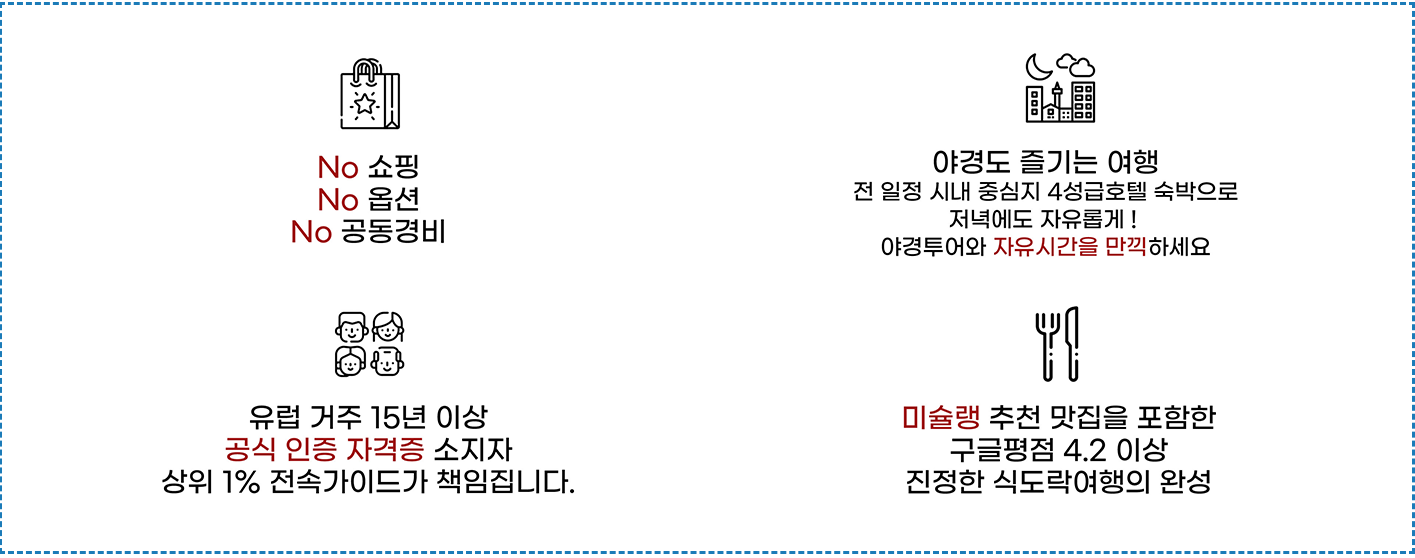 No 쇼핑
No 옵션
No 공동경비
야경도 즐기는 여행
전 일정 시내 중심지 4성급호텔 숙박으로
저녁에도 자유롭게 !
야경투어와 자유시간을 만끽하세요
유럽 거주 15년 이상
공식 인증 자격증 소지자
상위 1% 전속가이드가 책임집니다.
미슐랭 추천 맛집을 포함한
구글평점 4.2 이상
진정한 식도락여행의 완성